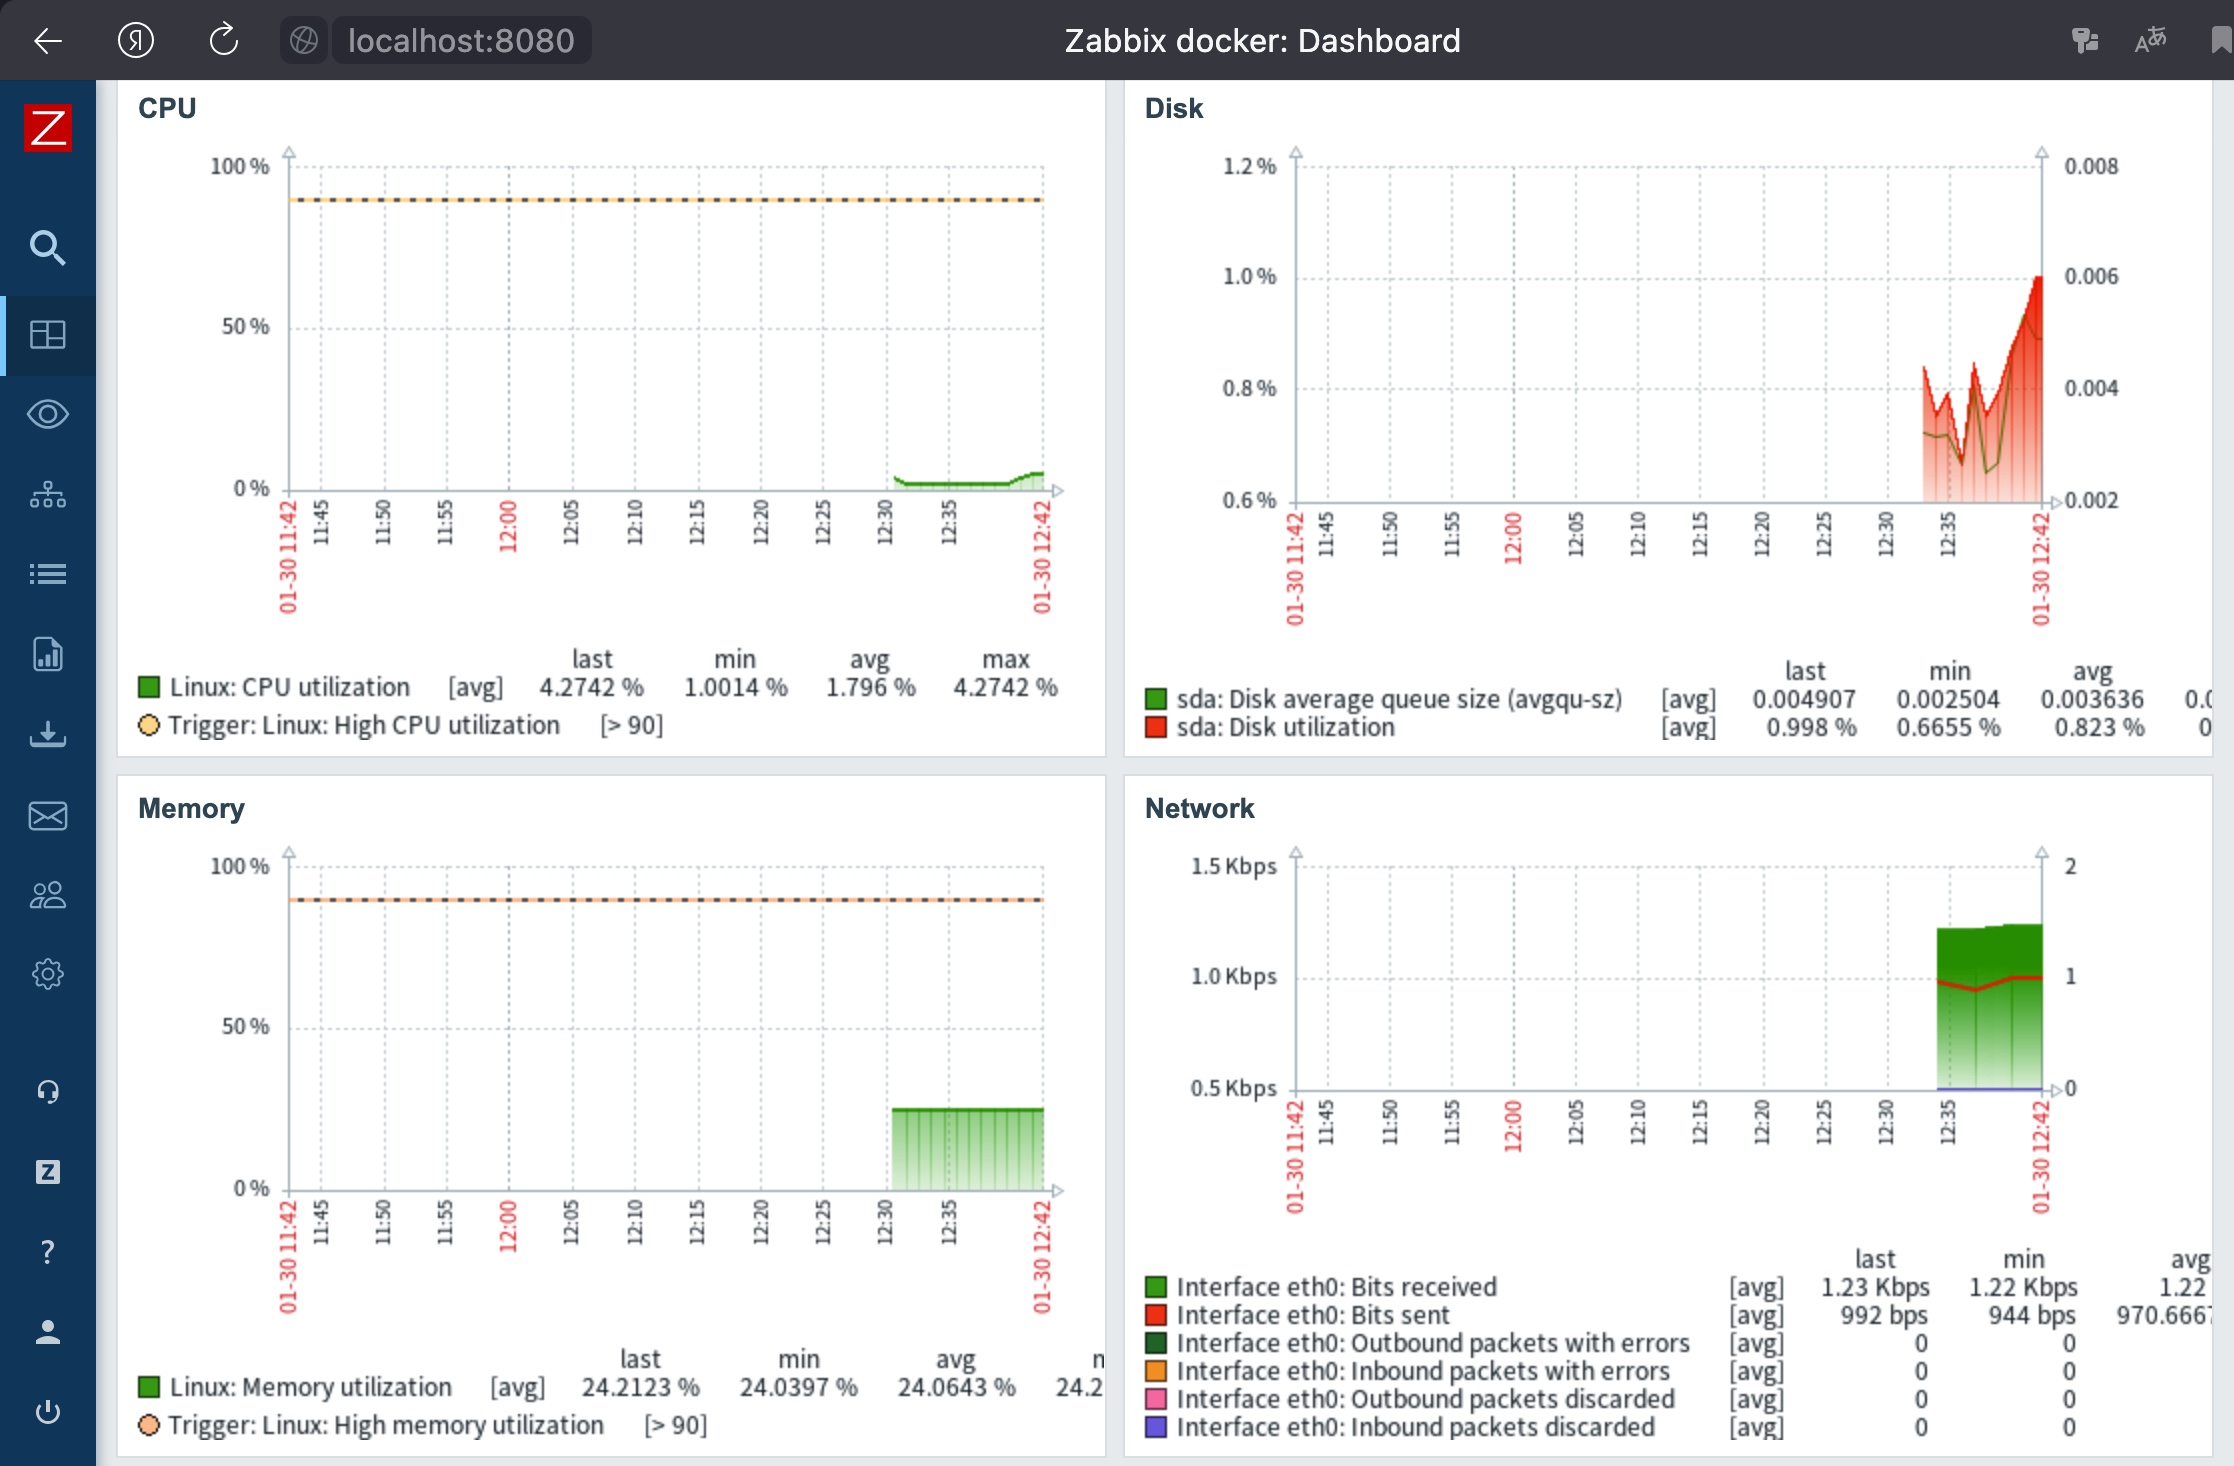 localhost:8080 Zabbix docker: Dashboard
CPU
100 %
50 %
0 %
01-30 11:42 11:45 11:50 11:55 12:00 12:05 12:10 12:15 12:20 12:25 12:30 12:35 01-30 12:42
last min avg max
Linux: CPU utilization [avg] 4.2742 % 1.0014 % 1.796 % 4.2742 %
Trigger: Linux: High CPU utilization [> 90]
Disk
1.2 % 0.008
1.0 % 0.006
0.8 % 0.004
0.6 % 0.002
01-30 11:42 11:45 11:50 11:55 12:00 12:05 12:10 12:15 12:20 12:25 12:30 12:35 01-30 12:42
last min avg
sda: Disk average queue size (avgqu-sz) [avg] 0.004907 0.002504 0.003636 0.0
sda: Disk utilization [avg] 0.998 % 0.6655 % 0.823 % 0
Memory
100 %
50 %
0 %
01-30 11:42 11:45 11:50 11:55 12:00 12:05 12:10 12:15 12:20 12:25 12:30 12:35 01-30 12:42
last min avg
Linux: Memory utilization [avg] 24.2123 % 24.0397 % 24.0643 % 24.2
Trigger: Linux: High memory utilization [> 90]
Network
1.5 Kbps 2
1.0 Kbps 1
0.5 Kbps 0
01-30 11:42 11:45 11:50 11:55 12:00 12:05 12:10 12:15 12:20 12:25 12:30 12:35 01-30 12:42
last min avg
Interface eth0: Bits received [avg] 1.23 Kbps 1.22 Kbps 1.22
Interface eth0: Bits sent [avg] 992 bps 944 bps 970.666
Interface eth0: Outbound packets with errors [avg] 0 0
Interface eth0: Inbound packets with errors [avg] 0 0
Interface eth0: Outbound packets discarded [avg] 0 0
Interface eth0: Inbound packets discarded [avg] 0 0